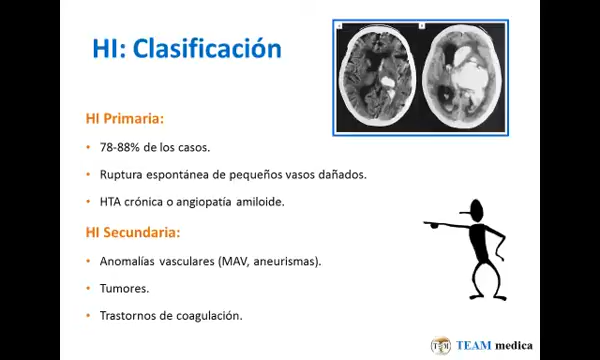 HI: Clasificación
HI Primaria:
• 78-88% de los casos.
• Ruptura espontánea de pequeños vasos dañados.
• HTA crónica o angiopatía amiloide.
HI Secundaria:
• Anomalías vasculares (MAV, aneurismas).
• Tumores.
• Trastornos de coagulación.
TEAM medica